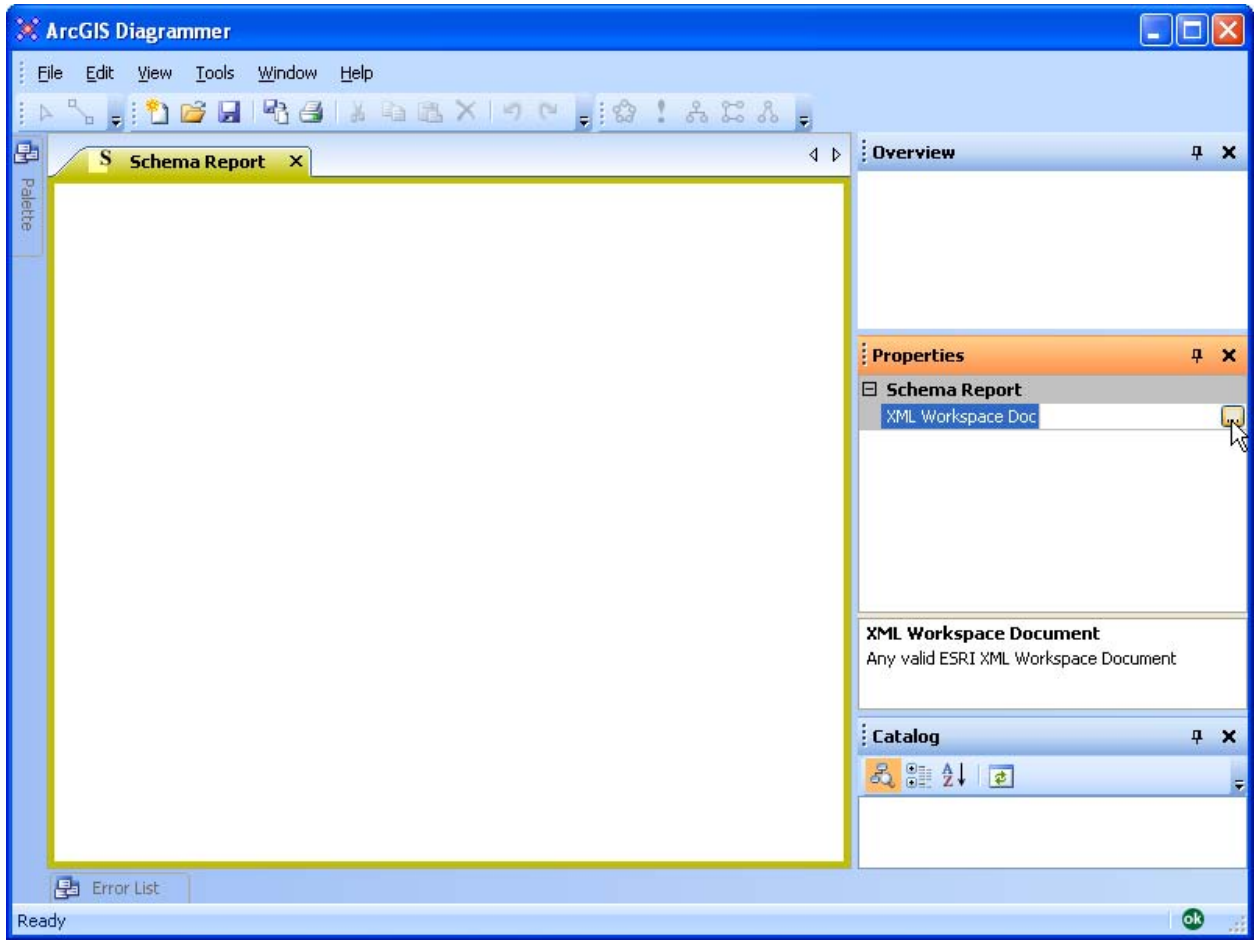 ArcGIS Diagrammer
File Edit View Tools Window Help
Palette
S Schema Report
Overview
Properties
Schema Report
XML Workspace Doc
...
XML Workspace Document
Any valid ESRI XML Workspace Document
Catalog
Error List
Ready
ok